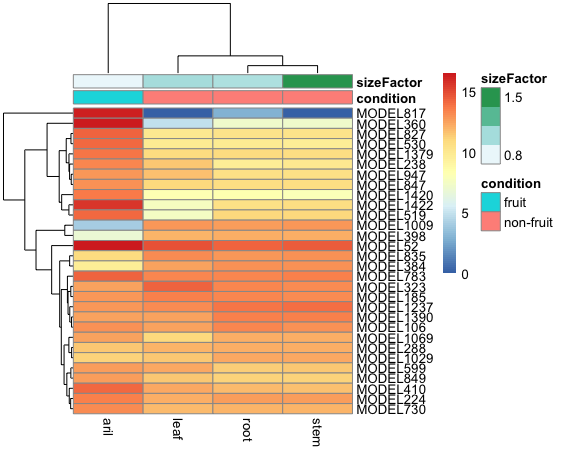 sizeFactor
condition
MODEL817
MODEL360
MODEL827
MODEL530
MODEL1379
MODEL238
MODEL947
MODEL847
MODEL1420
MODEL1422
MODEL519
MODEL1009
MODEL398
MODEL52
MODEL835
MODEL384
MODEL783
MODEL323
MODEL185
MODEL1237
MODEL1390
MODEL106
MODEL1069
MODEL288
MODEL1029
MODEL599
MODEL849
MODEL410
MODEL224
MODEL730
aril
leaf
root
stem
15
10
5
0
sizeFactor
1.5
0.8
condition
fruit
non-fruit